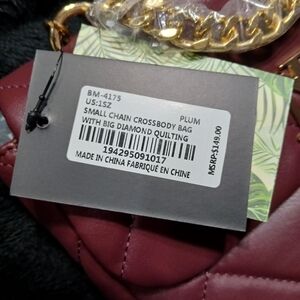 BM-4175
US:1SZ PLUM
SMALL CHAIN CROSSBODY BAG
WITH BIG DIAMOND QUILTING
194295091017
MADE IN CHINA FABRIQUE EN CHINE
MSRP:$149.00